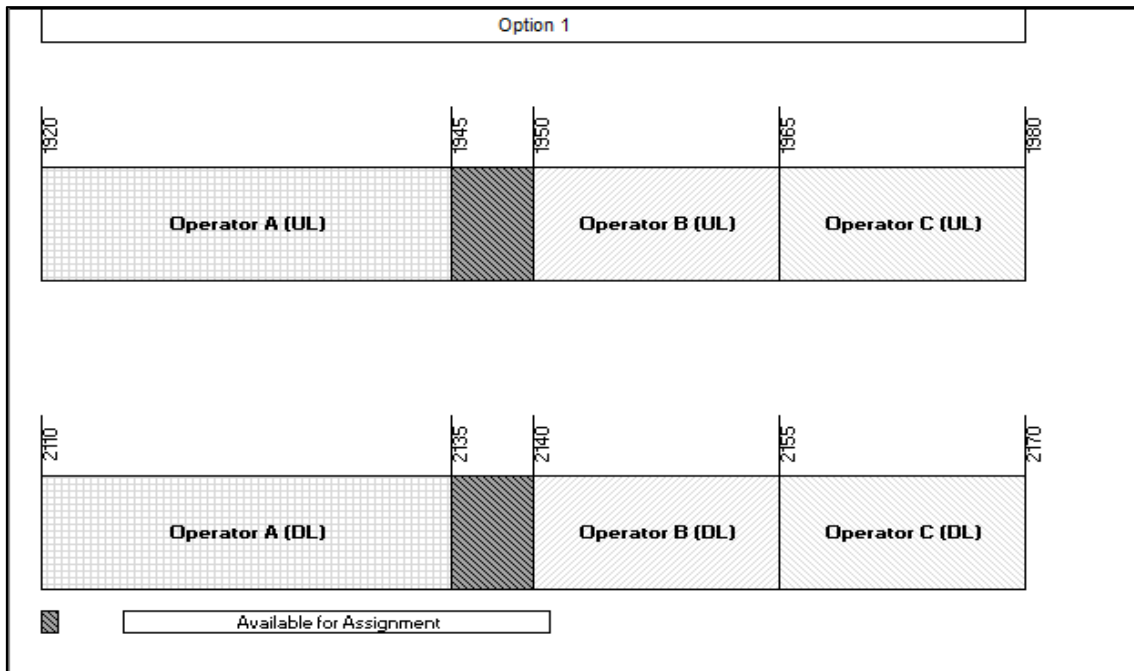 Option 1
1920 1945 1950 1965 1980
Operator A (UL) Operator B (UL) Operator C (UL)
2110 2135 2140 2155 2170
Operator A (DL) Operator B (DL) Operator C (DL)
Available for Assignment